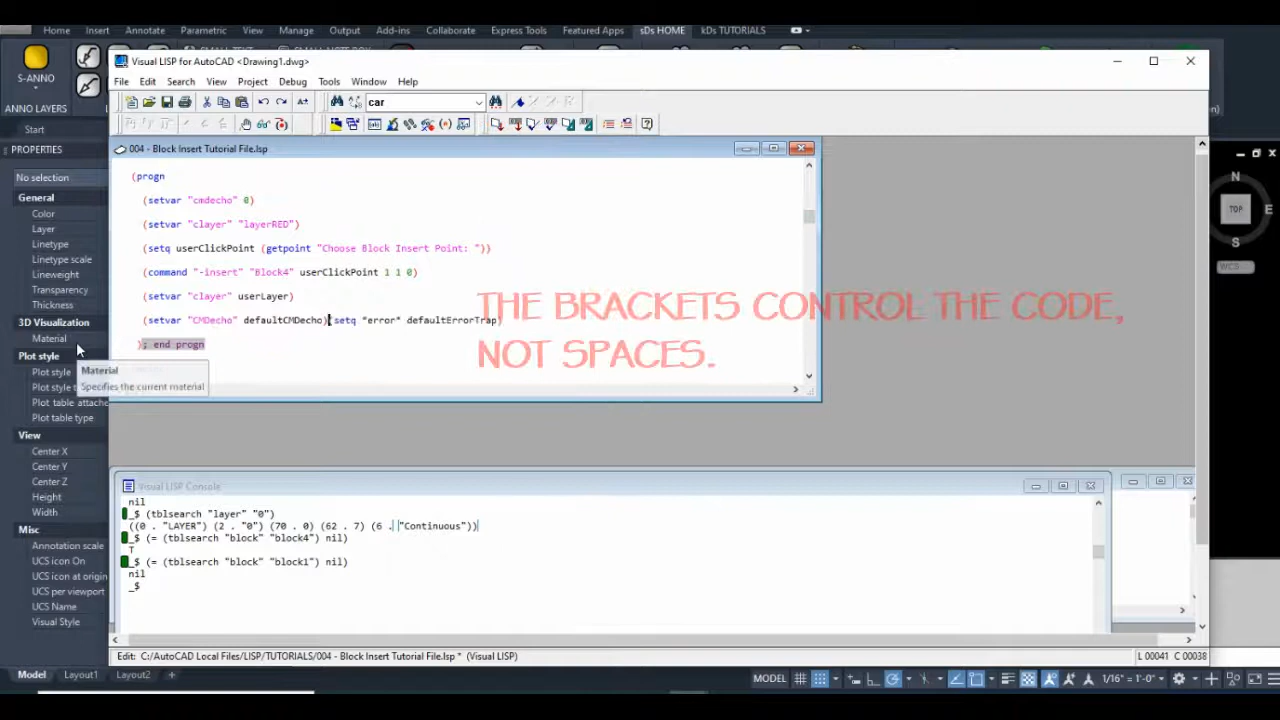 Home Insert Annotate Parametric View Manage Output Add-ins Collaborate Express Tools Featured Apps sDs HOME kDs TUTORIALS
Visual LISP for AutoCAD <Drawing1.dwg>
S-ANNO
ANNO LAYERS
File Edit Search View Project Debug Tools Window Help
car
Start
PROPERTIES
No selection
General
Color
Layer
Linetype
Linetype scale
Lineweight
Transparency
Thickness
3D Visualization
Material
Plot style
Plot style
Plot style t
Plot table attache
Plot table type
View
Center X
Center Y
Center Z
Height
Width
Misc
Annotation scale
UCS icon On
UCS icon at origin
UCS per viewport
UCS Name
Visual Style
Material
Specifies the current material
004 - Block Insert Tutorial File.lsp
(progn
(setvar "cmdecho" 0)
(setvar "clayer" "layerRED")
(setq userClickPoint (getpoint "Choose Block Insert Point: "))
(command "-insert" "Block4" userClickPoint 1 1 0)
(setvar "clayer" userLayer)
(setvar "CMDecho" defaultCMDecho)(setq *error* defaultErrorTrap)
); end progn
THE BRACKETS CONTROL THE CODE,
NOT SPACES.
Visual LISP Console
nil
_$ (tblsearch "layer" "0")
((0 . "LAYER") (2 . "0") (70 . 0) (62 . 7) (6 . "Continuous"))
_$ (= (tblsearch "block" "block4") nil)
T
_$ (= (tblsearch "block" "block1") nil)
nil
_$
Edit: C:/AutoCAD Local Files/LISP/TUTORIALS/004 - Block Insert Tutorial File.lsp * (Visual LISP)
L 00041 C 00038
N
TOP
E
S
WCS
Model Layout1 Layout2 +
MODEL
1/16" = 1'-0"